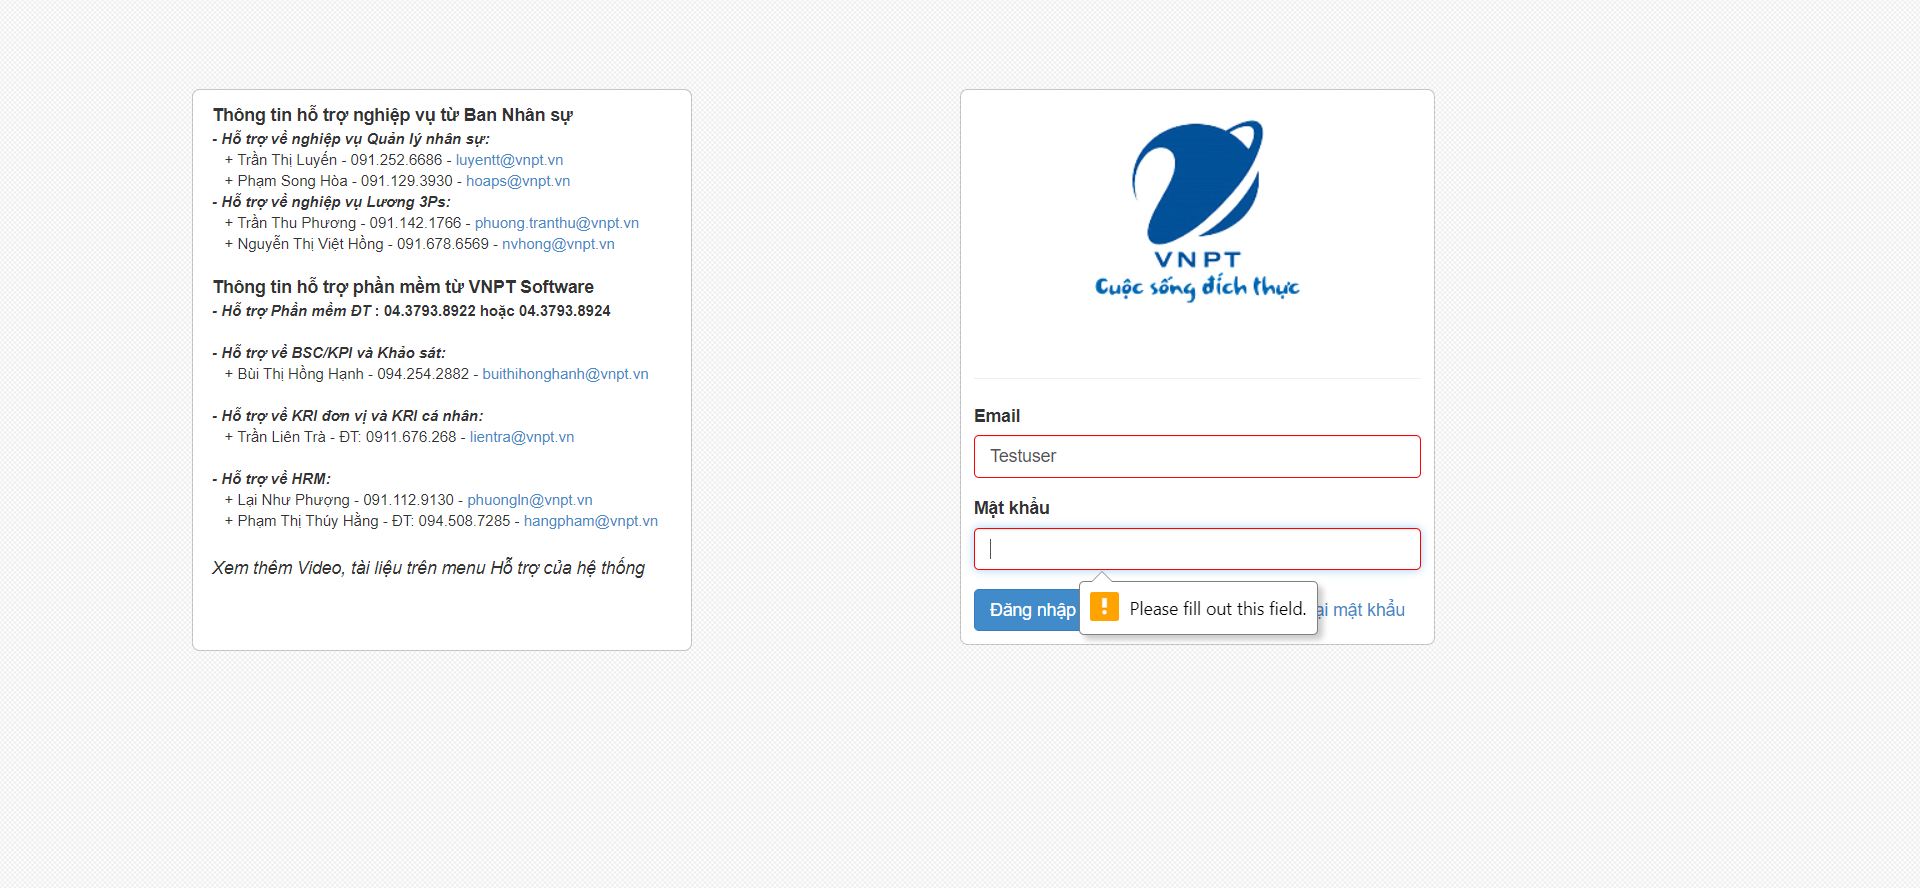 Thông tin hỗ trợ nghiệp vụ từ Ban Nhân sự
- Hỗ trợ về nghiệp vụ Quản lý nhân sự:
+ Trần Thị Luyến - 091.252.6686 - luyentt@vnpt.vn
+ Phạm Song Hòa - 091.129.3930 - hoaps@vnpt.vn
- Hỗ trợ về nghiệp vụ Lương 3Ps:
+ Trần Thu Phương - 091.142.1766 - phuong.tranthu@vnpt.vn
+ Nguyễn Thị Việt Hồng - 091.678.6569 - nvhong@vnpt.vn
Thông tin hỗ trợ phần mềm từ VNPT Software
- Hỗ trợ Phần mềm ĐT : 04.3793.8922 hoặc 04.3793.8924
- Hỗ trợ về BSC/KPI và Khảo sát:
+ Bùi Thị Hồng Hạnh - 094.254.2882 - buithihonghanh@vnpt.vn
- Hỗ trợ về KRI đơn vị và KRI cá nhân:
+ Trần Liên Trà - ĐT: 0911.676.268 - lientra@vnpt.vn
- Hỗ trợ về HRM:
+ Lại Như Phượng - 091.112.9130 - phuongln@vnpt.vn
+ Phạm Thị Thúy Hằng - ĐT: 094.508.7285 - hangpham@vnpt.vn
Xem thêm Video, tài liệu trên menu Hỗ trợ của hệ thống
VNPT
Cuộc sống đích thực
Email
Testuser
Mật khẩu
Đăng nhập
mật khẩu
Please fill out this field.